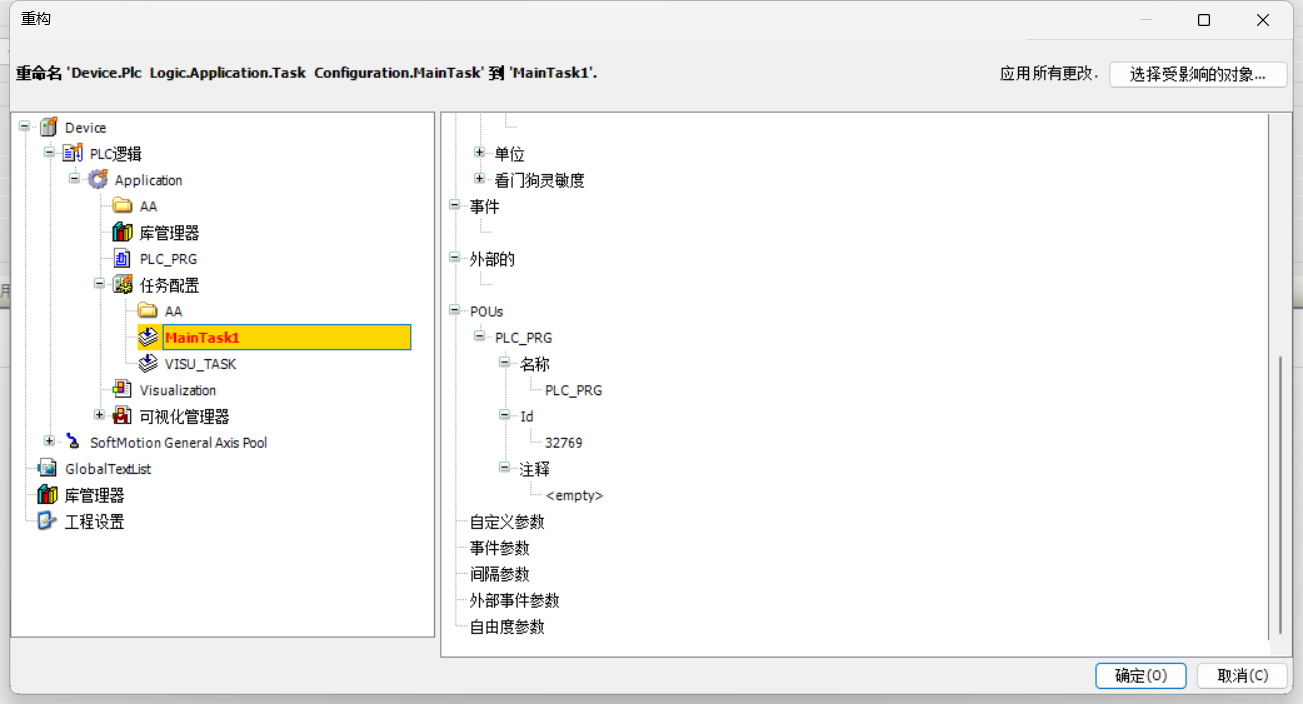 重构
重命名 'Device.Plc Logic.Application.Task Configuration.MainTask' 到 'MainTask1'.
应用所有更改.
选择受影响的对象...
Device
PLC逻辑
Application
AA
库管理器
PLC_PRG
任务配置
AA
MainTask1
VISU_TASK
Visualization
可视化管理器
SoftMotion General Axis Pool
GlobalTextList
库管理器
工程设置
单位
看门狗灵敏度
事件
外部的
POUs
PLC_PRG
名称
PLC_PRG
Id
32769
注释
<empty>
自定义参数
事件参数
间隔参数
外部事件参数
自由度参数
用
确定(O)
取消(C)